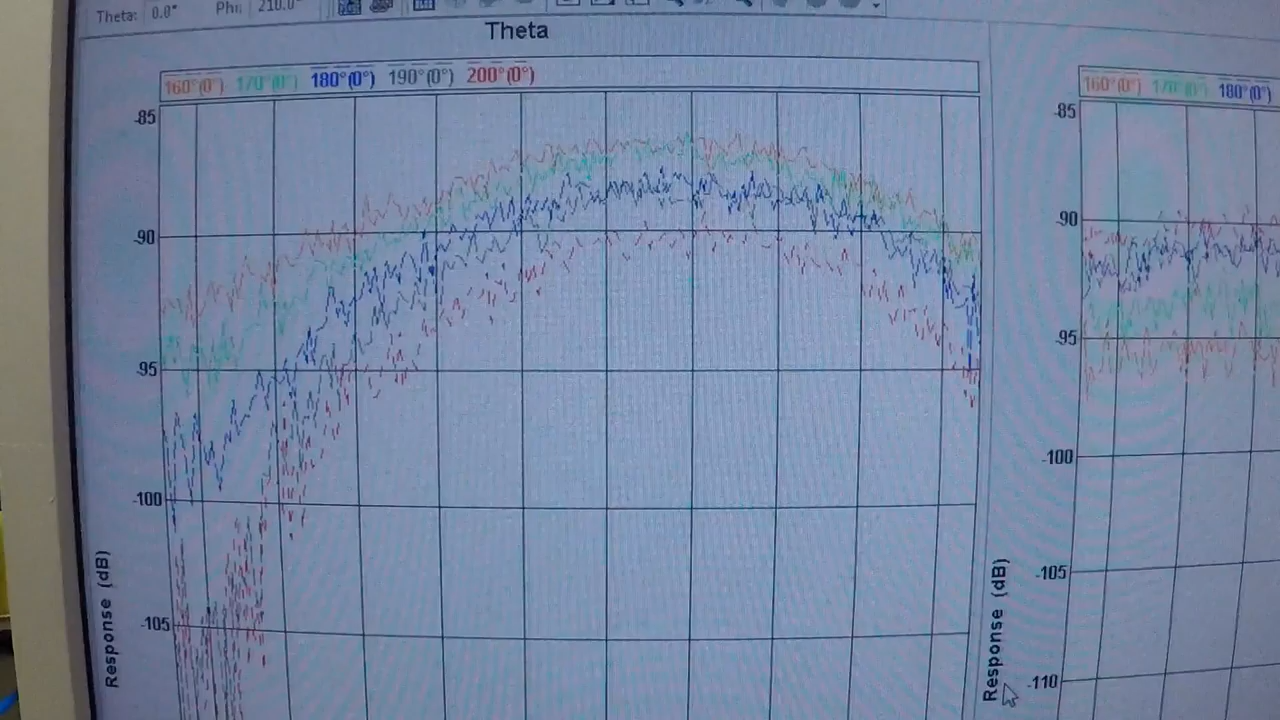 Theta: 0.0° Phi: 210.0°
Theta
160°(0°) 170°(0°) 180°(0°) 190°(0°) 200°(0°)
-85
-90
-95
-100
-105
Response (dB)
160°(0°) 170°(0°) 180°(0°)
-85
-90
-95
-100
-105
-110
Response (dB)